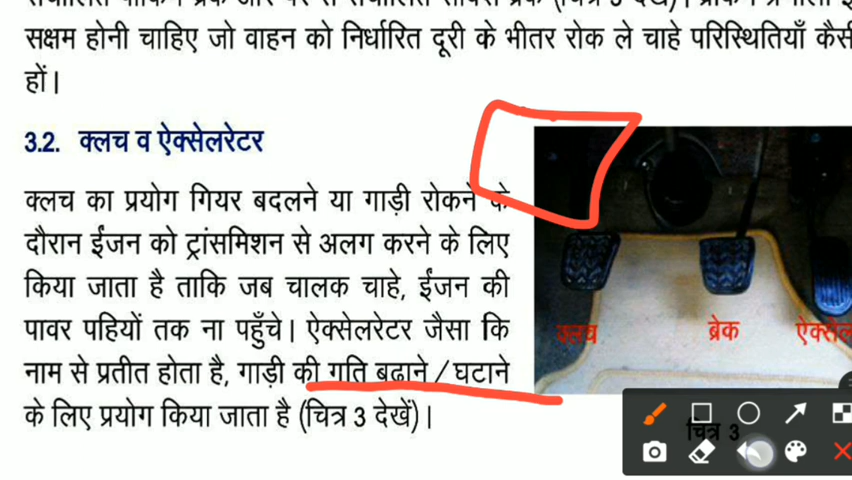 सक्षम होनी चाहिए जो वाहन को निर्धारित दूरी के भीतर रोक ले चाहे परिस्थितियाँ कैसी
हों।
3.2. क्लच व ऐक्सेलरेटर
क्लच का प्रयोग गियर बदलने या गाड़ी रोकने के
दौरान ईंजन को ट्रांसमिशन से अलग करने के लिए
किया जाता है ताकि जब चालक चाहे, ईंजन की
पावर पहियों तक ना पहुँचे। ऐक्सेलरेटर जैसा कि
नाम से प्रतीत होता है, गाड़ी की गति बढ़ाने/घटाने
के लिए प्रयोग किया जाता है (चित्र 3 देखें)।
क्लच ब्रेक ऐक्सेल
चित्र 3